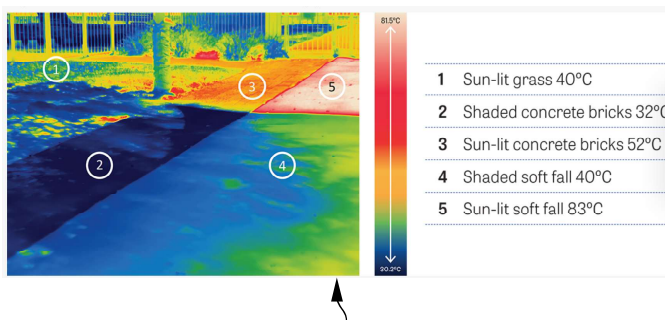 81.5°C
1
3
5
2
4
20.2°C
1 Sun-lit grass 40°C
2 Shaded concrete bricks 32°C
3 Sun-lit concrete bricks 52°C
4 Shaded soft fall 40°C
5 Sun-lit soft fall 83°C